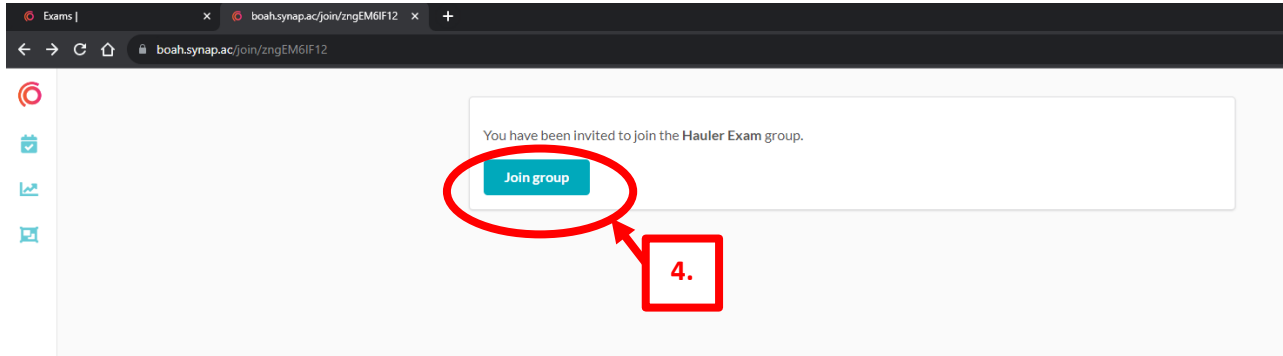 Exams |
boah.synap.ac/join/zngEM6IF12
boah.synap.ac/join/zngEM6IF12
You have been invited to join the Hauler Exam group.
Join group
4.